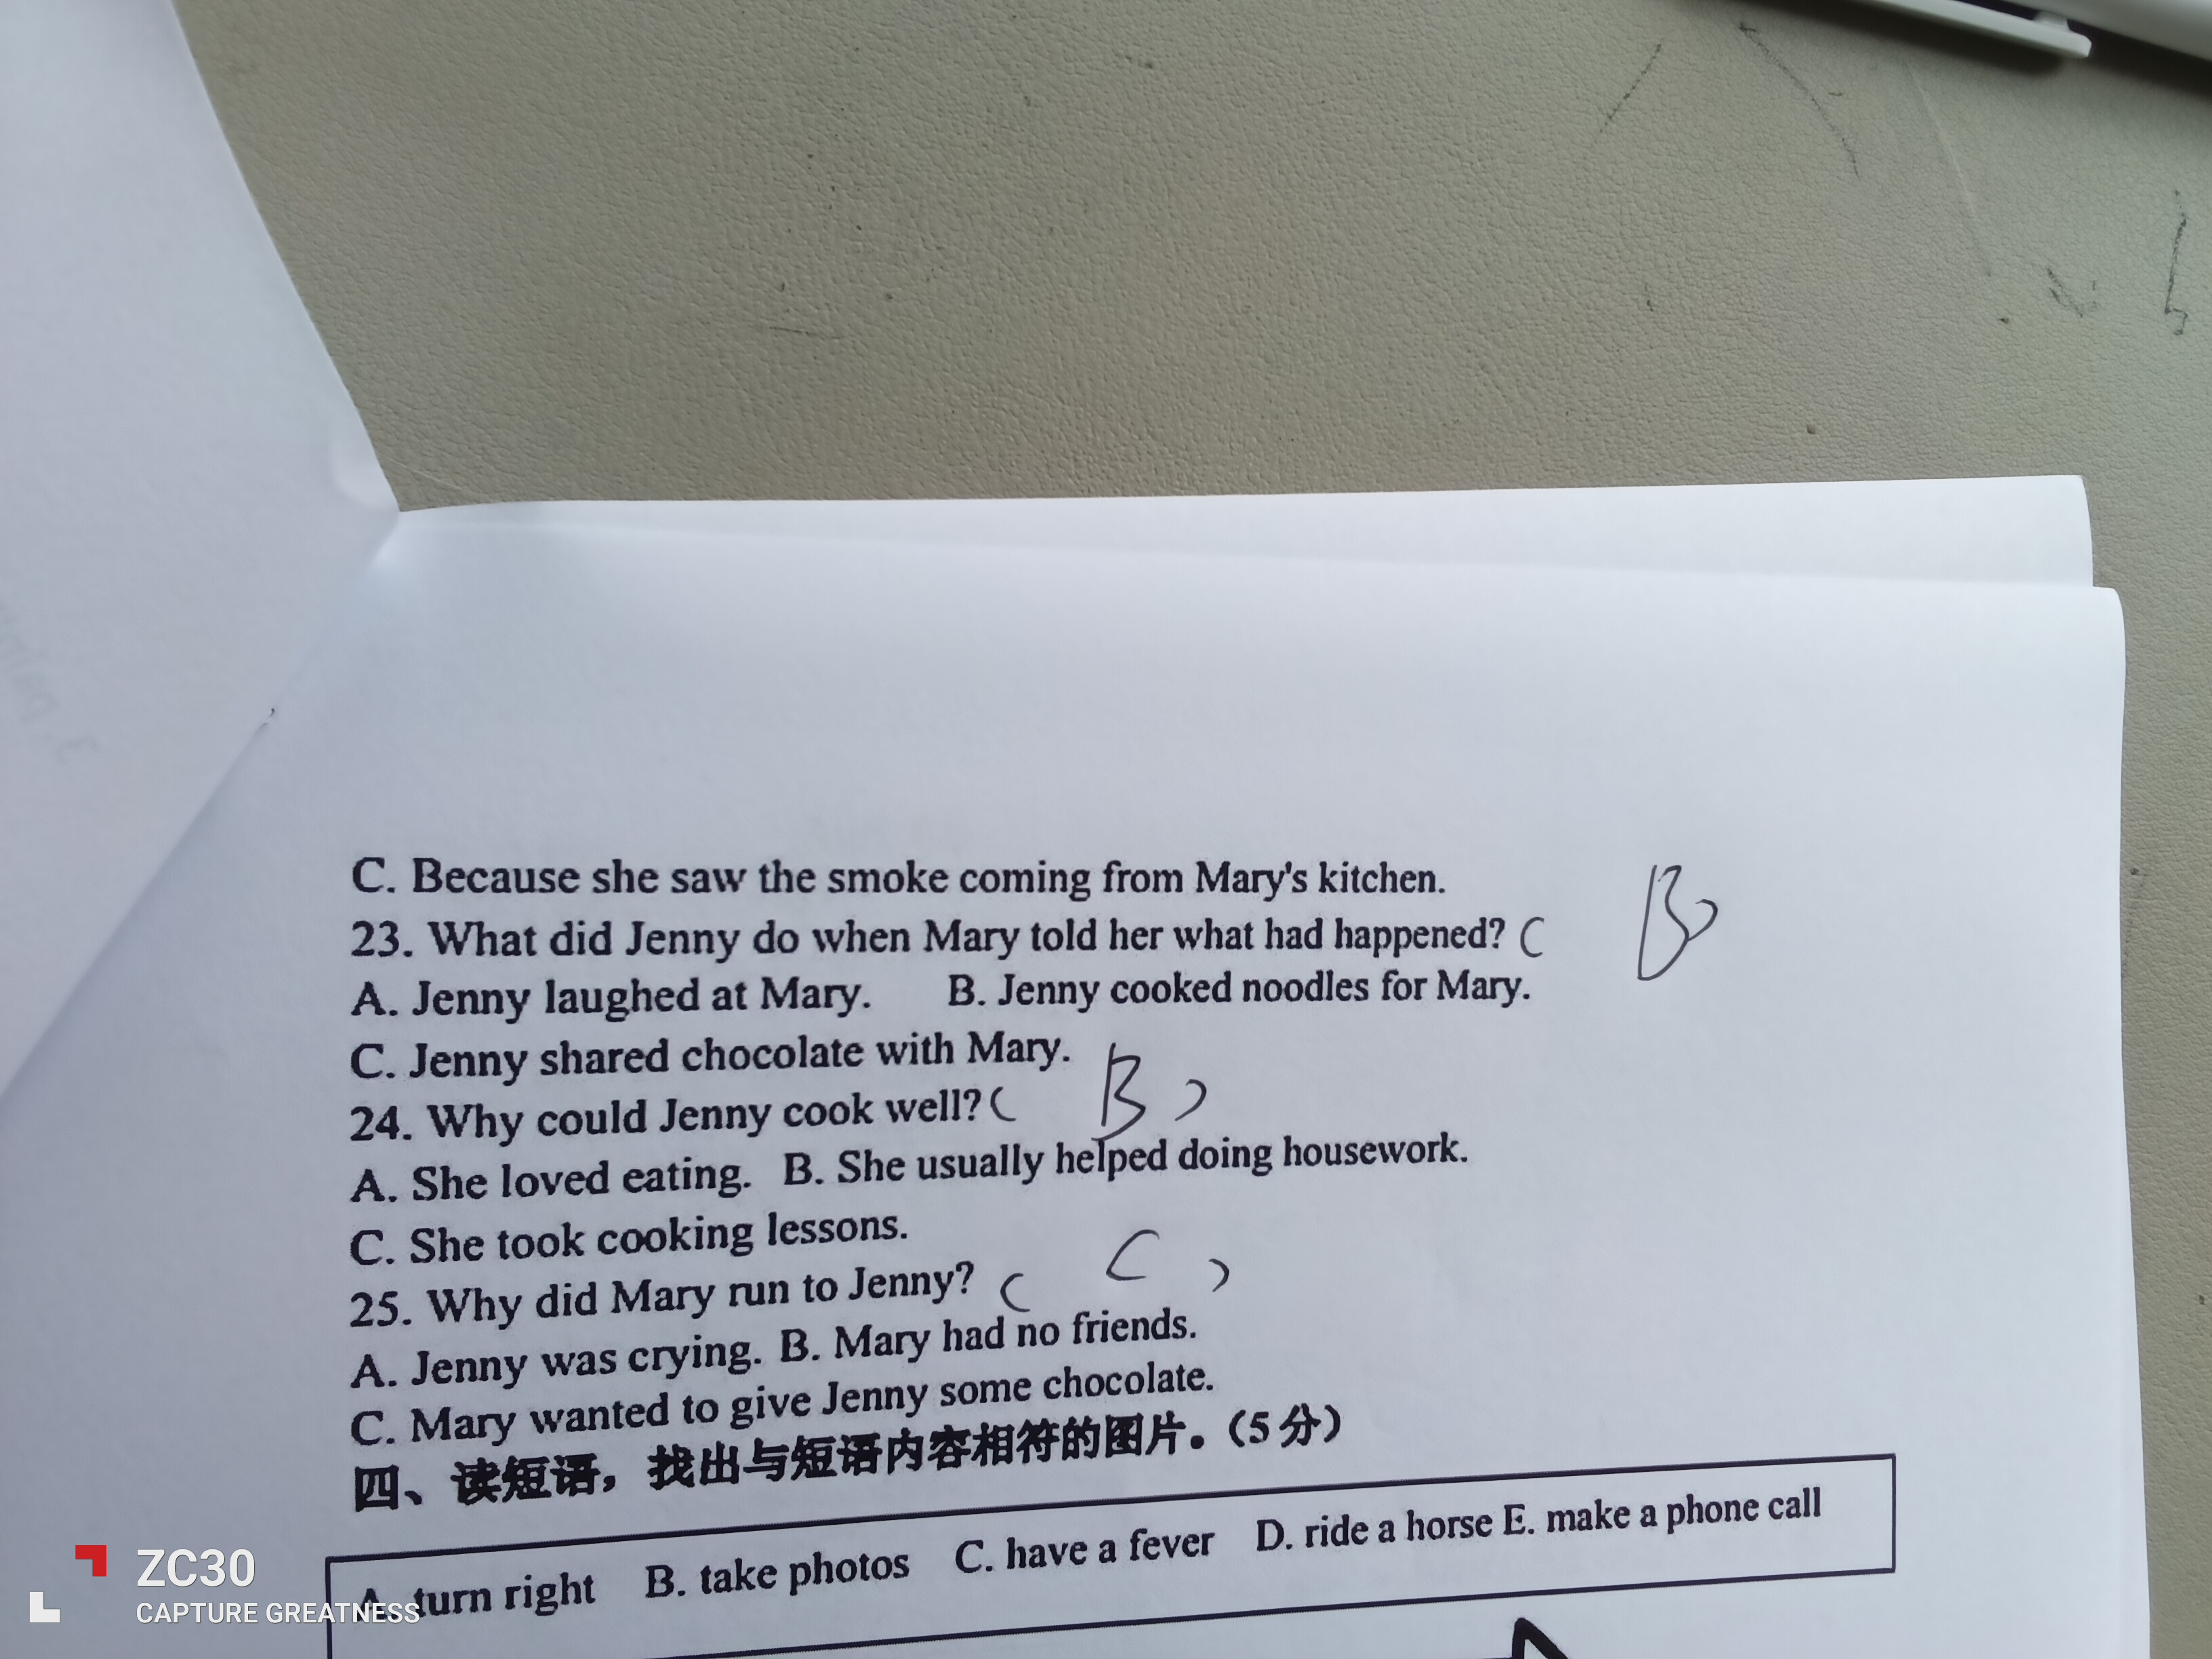 C. Because she saw the smoke coming from Mary's kitchen.
23. What did Jenny do when Mary told her what had happened? ( B )
A. Jenny laughed at Mary. B. Jenny cooked noodles for Mary.
C. Jenny shared chocolate with Mary.
24. Why could Jenny cook well? ( B )
A. She loved eating. B. She usually helped doing housework.
C. She took cooking lessons.
25. Why did Mary run to Jenny? ( C )
A. Jenny was crying. B. Mary had no friends.
C. Mary wanted to give Jenny some chocolate.
四、读短语，找出与短语内容相符的图片。（5 分）
A. turn right B. take photos C. have a fever D. ride a horse E. make a phone call
ZC30
CAPTURE GREATNESS